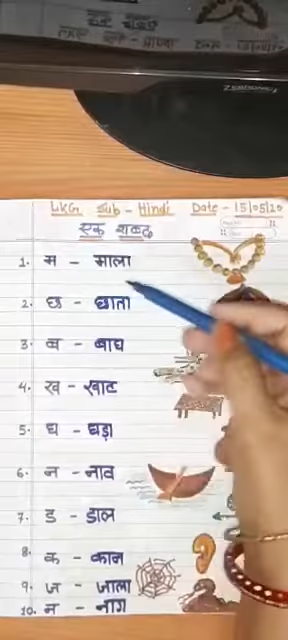 LKG Sub - Hindi Date - 15/05/20
एक शब्द
1. म - माला
2. छ - छाता
3. ब - बाघ
4. ख - खाट
5. घ - घड़ा
6. न - नाव
7. ड - डाल
8. क - कान
9. ज - जाला
10. न - नाग